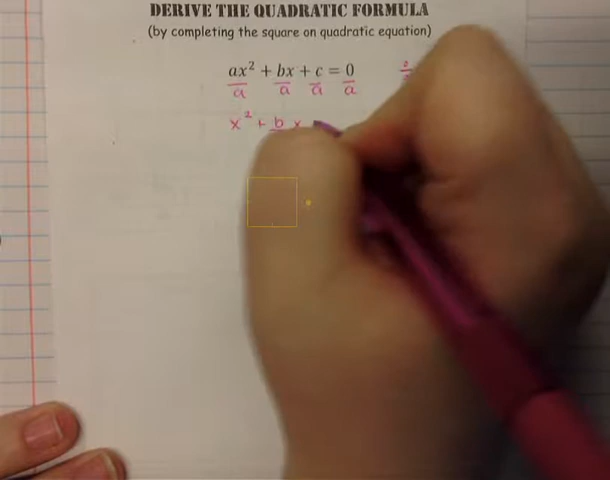 DERIVE THE QUADRATIC FORMULA
(by completing the square on quadratic equation)
ax² + bx + c = 0
a a a a
x² + b x